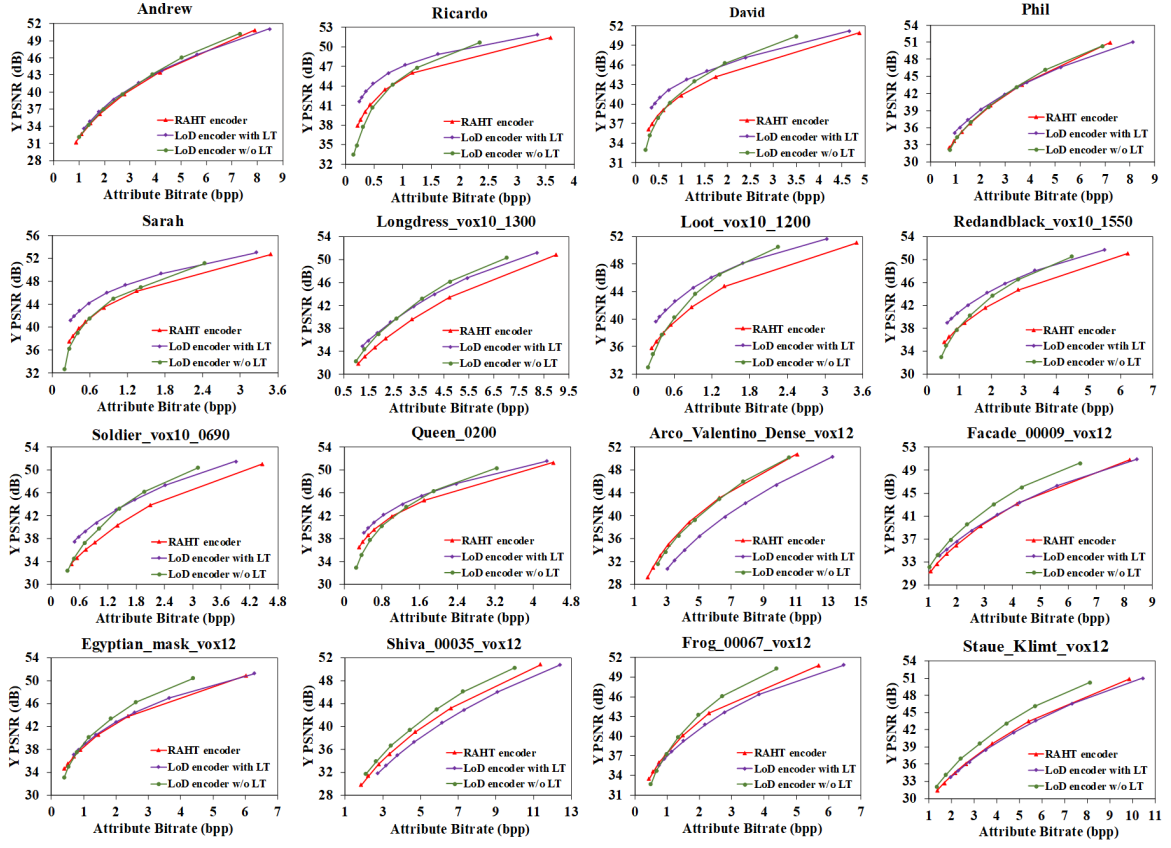 Andrew
Y PSNR (dB)
52
49
46
43
40
37
34
31
28
RAHT encoder
LoD encoder with LT
LoD encoder w/o LT
0 1 2 3 4 5 6 7 8 9
Attribute Bitrate (bpp)
Ricardo
Y PSNR (dB)
53
50
47
44
41
38
35
32
RAHT encoder
LoD encoder with LT
LoD encoder w/o LT
0 0.5 1 1.5 2 2.5 3 3.5 4
Attribute Bitrate (bpp)
David
Y PSNR (dB)
52
49
46
43
40
37
34
31
RAHT encoder
LoD encoder with LT
LoD encoder w/o LT
0 0.5 1 1.5 2 2.5 3 3.5 4 4.5 5
Attribute Bitrate (bpp)
Phil
Y PSNR (dB)
54
51
48
45
42
39
36
33
30
RAHT encoder
LoD encoder with LT
LoD encoder w/o LT
0 1 2 3 4 5 6 7 8 9
Attribute Bitrate (bpp)
Sarah
Y PSNR (dB)
56
52
48
44
40
36
32
RAHT encoder
LoD encoder with LT
LoD encoder w/o LT
0 0.6 1.2 1.8 2.4 3 3.6
Attribute Bitrate (bpp)
Longdress_vox10_1300
Y PSNR (dB)
54
50
46
42
38
34
30
RAHT encoder
LoD encoder with LT
LoD encoder w/o LT
0.5 1.5 2.5 3.5 4.5 5.5 6.5 7.5 8.5 9.5
Attribute Bitrate (bpp)
Loot_vox10_1200
Y PSNR (dB)
52
48
44
40
36
32
RAHT encoder
LoD encoder with LT
LoD encoder w/o LT
0 0.6 1.2 1.8 2.4 3 3.6
Attribute Bitrate (bpp)
Redandblack_vox10_1550
Y PSNR (dB)
54
50
46
42
38
34
30
RAHT encoder
LoD encoder with LT
LoD encoder w/o LT
0 1 2 3 4 5 6 7
Attribute Bitrate (bpp)
Soldier_vox10_0690
Y PSNR (dB)
54
50
46
42
38
34
30
RAHT encoder
LoD encoder with LT
LoD encoder w/o LT
0 0.6 1.2 1.8 2.4 3 3.6 4.2 4.8
Attribute Bitrate (bpp)
Queen_0200
Y PSNR (dB)
54
50
46
42
38
34
30
RAHT encoder
LoD encoder with LT
LoD encoder w/o LT
0 0.8 1.6 2.4 3.2 4 4.8
Attribute Bitrate (bpp)
Arco_Valentino_Dense_vox12
Y PSNR (dB)
52
48
44
40
36
32
28
RAHT encoder
LoD encoder with LT
LoD encoder w/o LT
1 3 5 7 9 11 13 15
Attribute Bitrate (bpp)
Facade_00009_vox12
Y PSNR (dB)
53
49
45
41
37
33
29
RAHT encoder
LoD encoder with LT
LoD encoder w/o LT
1 2 3 4 5 6 7 8 9
Attribute Bitrate (bpp)
Egyptian_mask_vox12
Y PSNR (dB)
54
50
46
42
38
34
30
RAHT encoder
LoD encoder with LT
LoD encoder w/o LT
0 1 2 3 4 5 6 7
Attribute Bitrate (bpp)
Shiva_00035_vox12
Y PSNR (dB)
52
48
44
40
36
32
28
RAHT encoder
LoD encoder with LT
LoD encoder w/o LT
1 3 5 7 9 11 13
Attribute Bitrate (bpp)
Frog_00067_vox12
Y PSNR (dB)
52
49
46
43
40
37
34
31
RAHT encoder
LoD encoder with LT
LoD encoder w/o LT
0 1 2 3 4 5 6 7
Attribute Bitrate (bpp)
Staue_Klimt_vox12
Y PSNR (dB)
54
51
48
45
42
39
36
33
30
RAHT encoder
LoD encoder with LT
LoD encoder w/o LT
1 2 3 4 5 6 7 8 9 10 11
Attribute Bitrate (bpp)